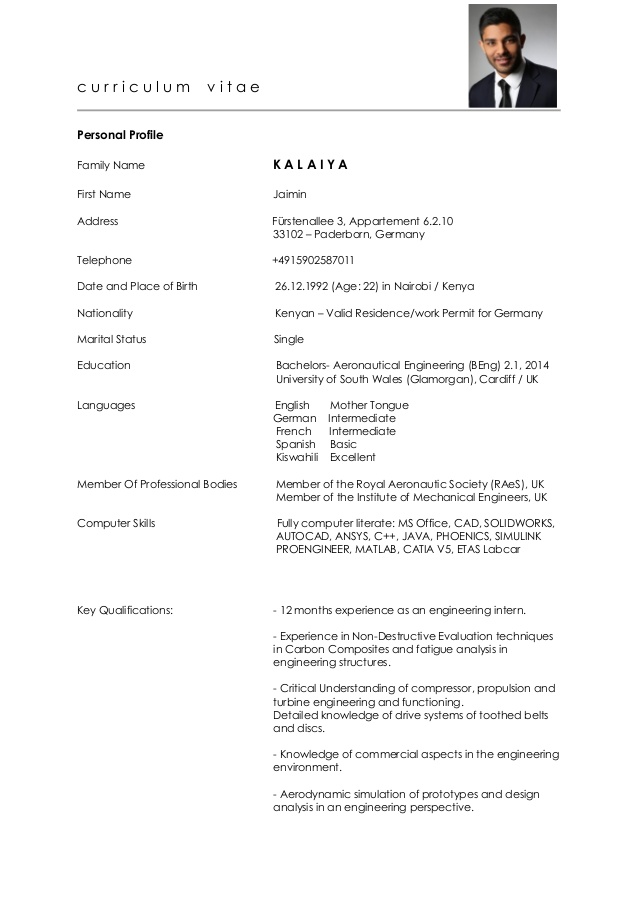 curriculum vitae
Personal Profile
Family Name KALAIYA
First Name Jaimin
Address Fürstenallee 3, Appartement 6.2.10
33102 – Paderborn, Germany
Telephone +4915902587011
Date and Place of Birth 26.12.1992 (Age: 22) in Nairobi / Kenya
Nationality Kenyan – Valid Residence/work Permit for Germany
Marital Status Single
Education Bachelors- Aeronautical Engineering (BEng) 2.1, 2014
University of South Wales (Glamorgan), Cardiff / UK
Languages English Mother Tongue
German Intermediate
French Intermediate
Spanish Basic
Kiswahili Excellent
Member Of Professional Bodies Member of the Royal Aeronautic Society (RAeS), UK
Member of the Institute of Mechanical Engineers, UK
Computer Skills Fully computer literate: MS Office, CAD, SOLIDWORKS,
AUTOCAD, ANSYS, C++, JAVA, PHOENICS, SIMULINK
PROENGINEER, MATLAB, CATIA V5, ETAS Labcar
Key Qualifications: - 12 months experience as an engineering intern.
- Experience in Non-Destructive Evaluation techniques
in Carbon Composites and fatigue analysis in
engineering structures.
- Critical Understanding of compressor, propulsion and
turbine engineering and functioning.
Detailed knowledge of drive systems of toothed belts
and discs.
- Knowledge of commercial aspects in the engineering
environment.
- Aerodynamic simulation of prototypes and design
analysis in an engineering perspective.